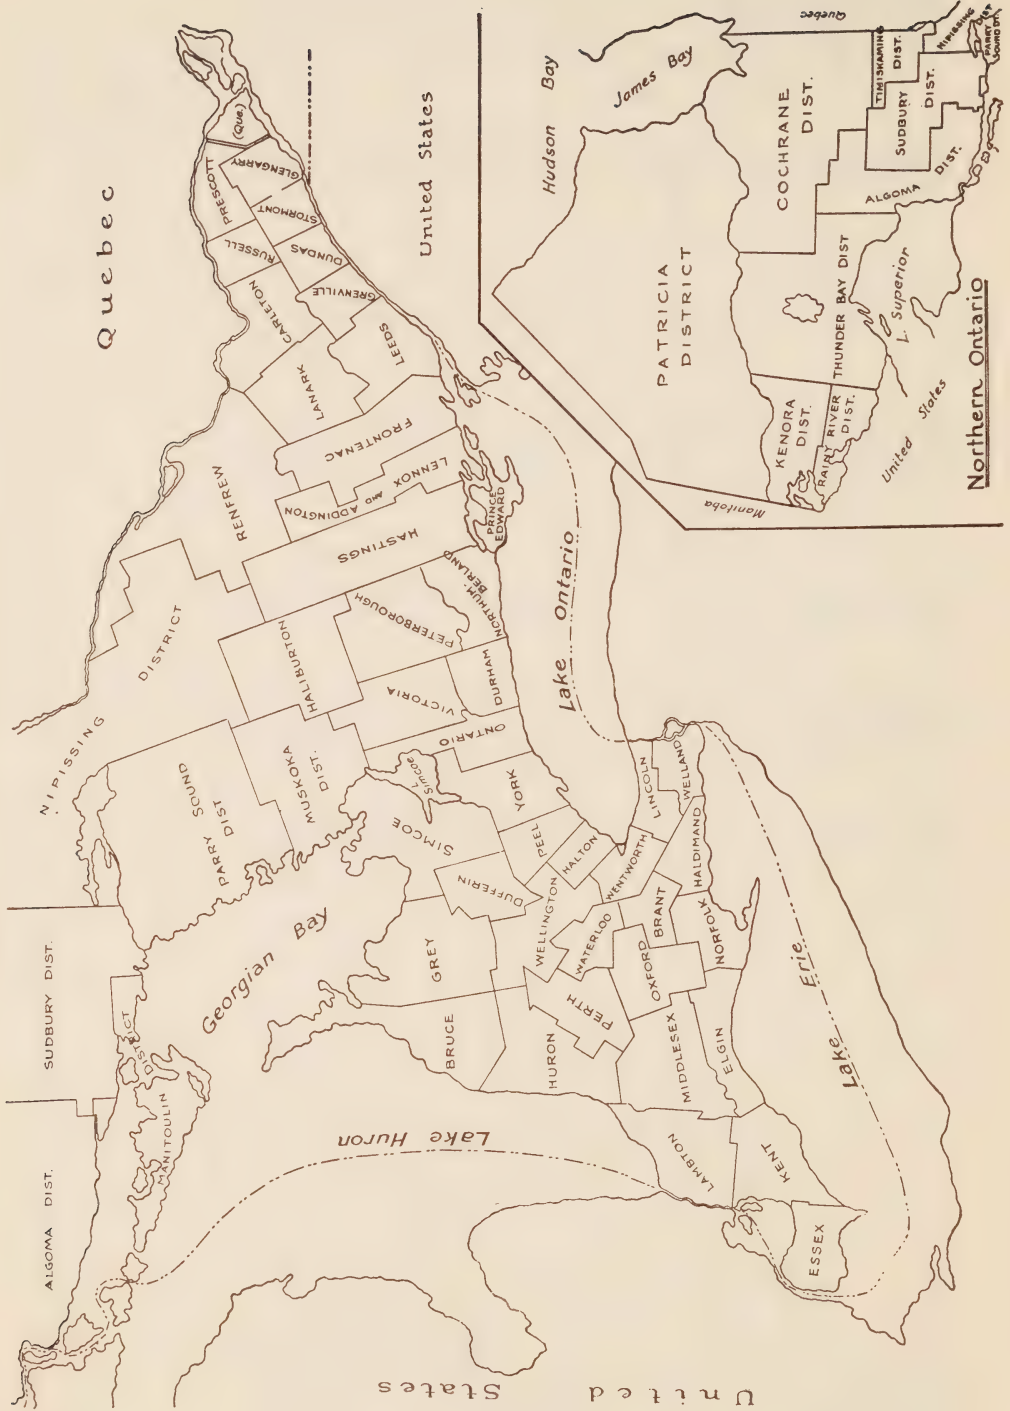 Quebec
United States
(Que.)
PRESCOTT
GLENGARRY
STORMONT
RUSSELL
DUNDAS
CARLETON
GRENVILLE
LEEDS
LANARK
FRONTENAC
RENFREW
LENNOX
AND
ADDINGTON
HASTINGS
PRINCE
EDWARD
NORTHUM-
BERLAND
PETERBOROUGH
HALIBURTON
VICTORIA
DURHAM
ONTARIO
NIPISSING
DISTRICT
PARRY SOUND
DIST
MUSKOKA
DIST.
L.
Simcoe
SIMCOE
YORK
PEEL
HALTON
DUFFERIN
WELLINGTON
WATERLOO
WENTWORTH
LINCOLN
WELLAND
HALDIMAND
BRANT
NORFOLK
OXFORD
GREY
BRUCE
HURON
PERTH
MIDDLESEX
ELGIN
LAMBTON
KENT
ESSEX
SUDBURY DIST.
ALGOMA DIST.
MANITOULIN
DISTRICT
Georgian Bay
Lake Huron
Lake Ontario
Lake Erie
United
States
Hudson Bay
James Bay
Quebec
PATRICIA
DISTRICT
COCHRANE
DIST.
TIMISKAMING
DIST.
SUDBURY
DIST.
NIPISSING
DIST
PARRY
SOUND DT.
ALGOMA
DIST.
THUNDER BAY DIST
KENORA
DIST.
RAINY RIVER
DIST.
L. Superior
United States
Manitoba
Northern Ontario